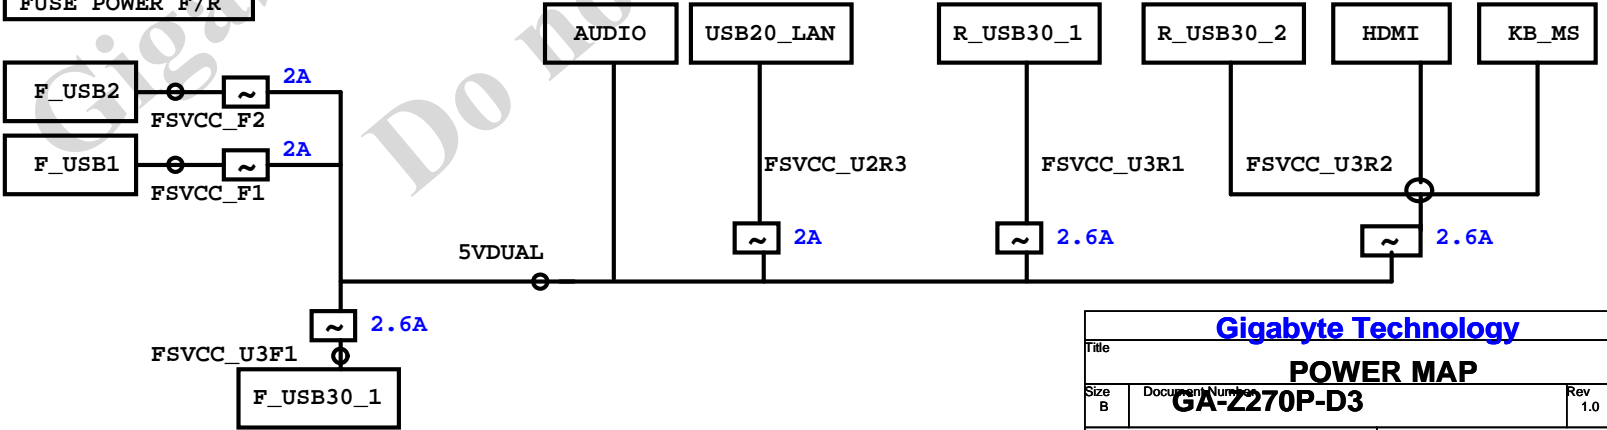 FUSE POWER F/R
AUDIO
USB20_LAN
R_USB30_1
R_USB30_2
HDMI
KB_MS
F_USB2
2A
FSVCC_F2
F_USB1
2A
FSVCC_F1
FSVCC_U2R3
FSVCC_U3R1
FSVCC_U3R2
~
~
~ 2A
~ 2.6A
~ 2.6A
5VDUAL
~ 2.6A
FSVCC_U3F1
F_USB30_1
Gigabyte Technology
Title
POWER MAP
Size
B
Document Number
GA-Z270P-D3
Rev
1.0
Do no